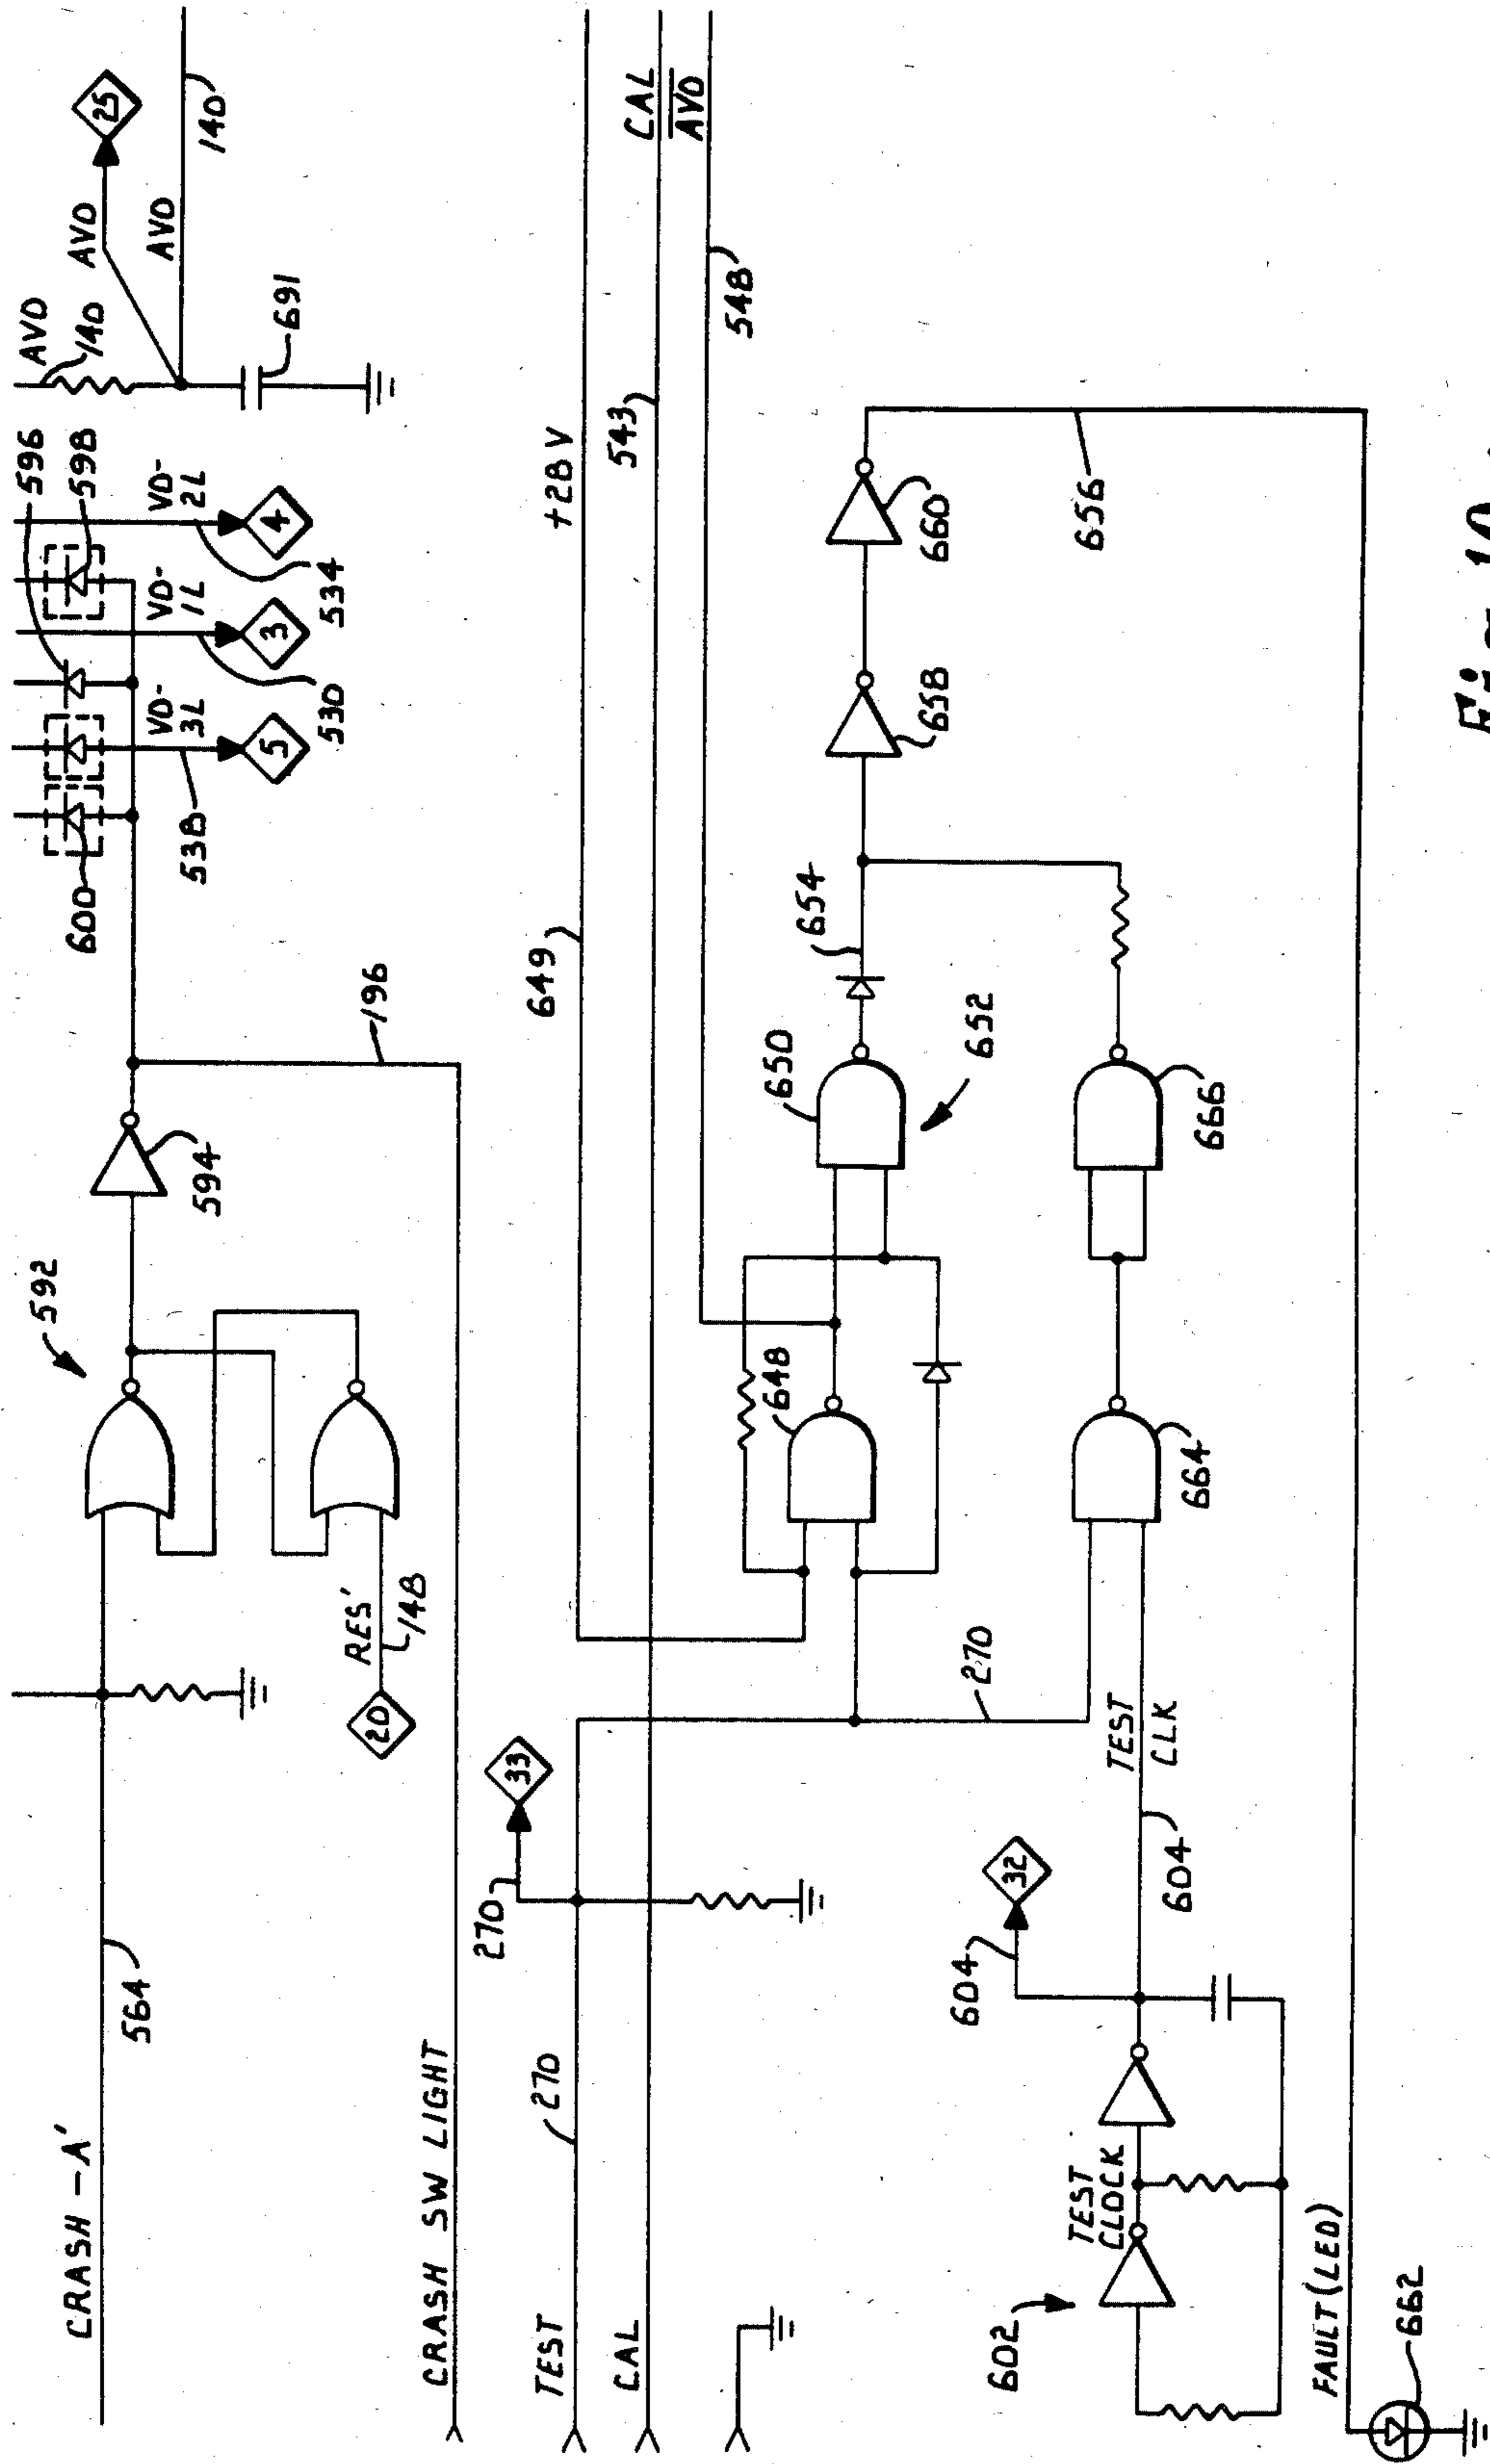 CRASH – A'
564
592
594
196
RES'
148
20
600
538
VD-
3L
5
530
VD-
1L
3
534
VD-
2L
4
596
598
AVD
140
AVD
25
AVD
140
691
CRASH SW LIGHT
TEST
270
270
33
649
+28V
CAL
543
CAL
AVD
548
648
650
652
654
658
660
656
270
TEST
CLK
604
604
32
664
666
602
TEST
CLOCK
FAULT (LED)
662